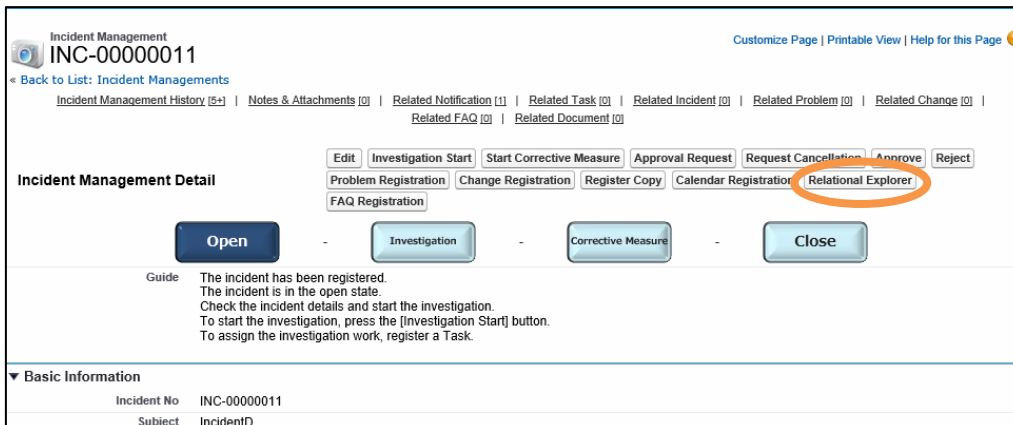 Incident Management
INC-00000011
Customize Page | Printable View | Help for this Page
« Back to List: Incident Managements
Incident Management History [5+] | Notes & Attachments [0] | Related Notification [1] | Related Task [0] | Related Incident [0] | Related Problem [0] | Related Change [0] |
Related FAQ [0] | Related Document [0]
Edit Investigation Start Start Corrective Measure Approval Request Request Cancellation Approve Reject
Incident Management Detail Problem Registration Change Registration Register Copy Calendar Registration Relational Explorer
FAQ Registration
Open - Investigation - Corrective Measure - Close
Guide The incident has been registered.
The incident is in the open state.
Check the incident details and start the investigation.
To start the investigation, press the [Investigation Start] button.
To assign the investigation work, register a Task.
▼ Basic Information
Incident No INC-00000011
Subject IncidentD